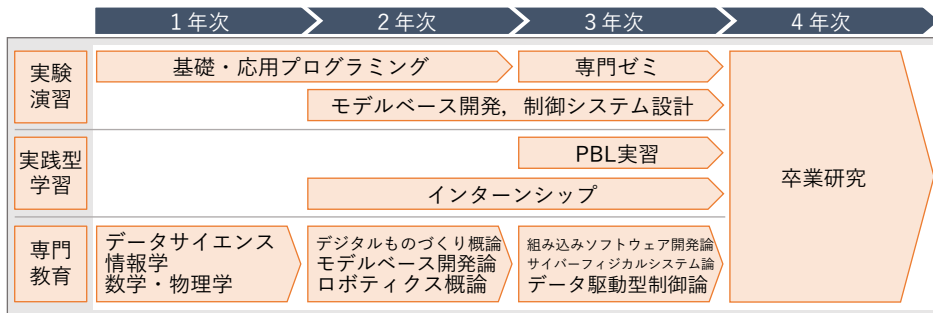 1年次
2年次
3年次
4年次
実験
演習
基礎・応用プログラミング
専門ゼミ
モデルベース開発，制御システム設計
実践型
学習
PBL実習
インターンシップ
卒業研究
専門
教育
データサイエンス
情報学
数学・物理学
デジタルものづくり概論
モデルベース開発論
ロボティクス概論
組み込みソフトウェア開発論
サイバーフィジカルシステム論
データ駆動型制御論